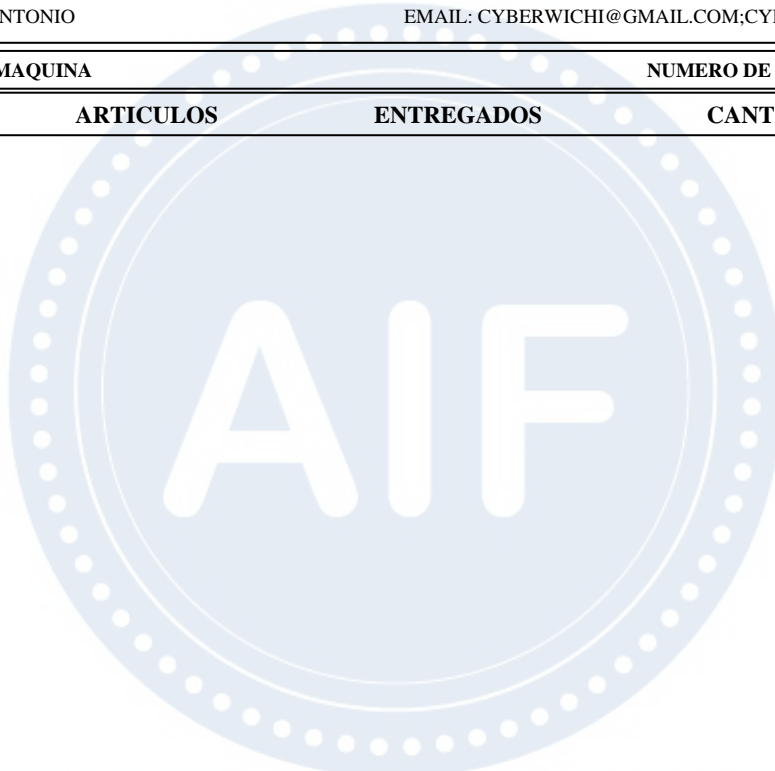 NTONIO EMAIL: CYBERWICHI@GMAIL.COM;CY
MAQUINA NUMERO DE
ARTICULOS ENTREGADOS CANT
AIF